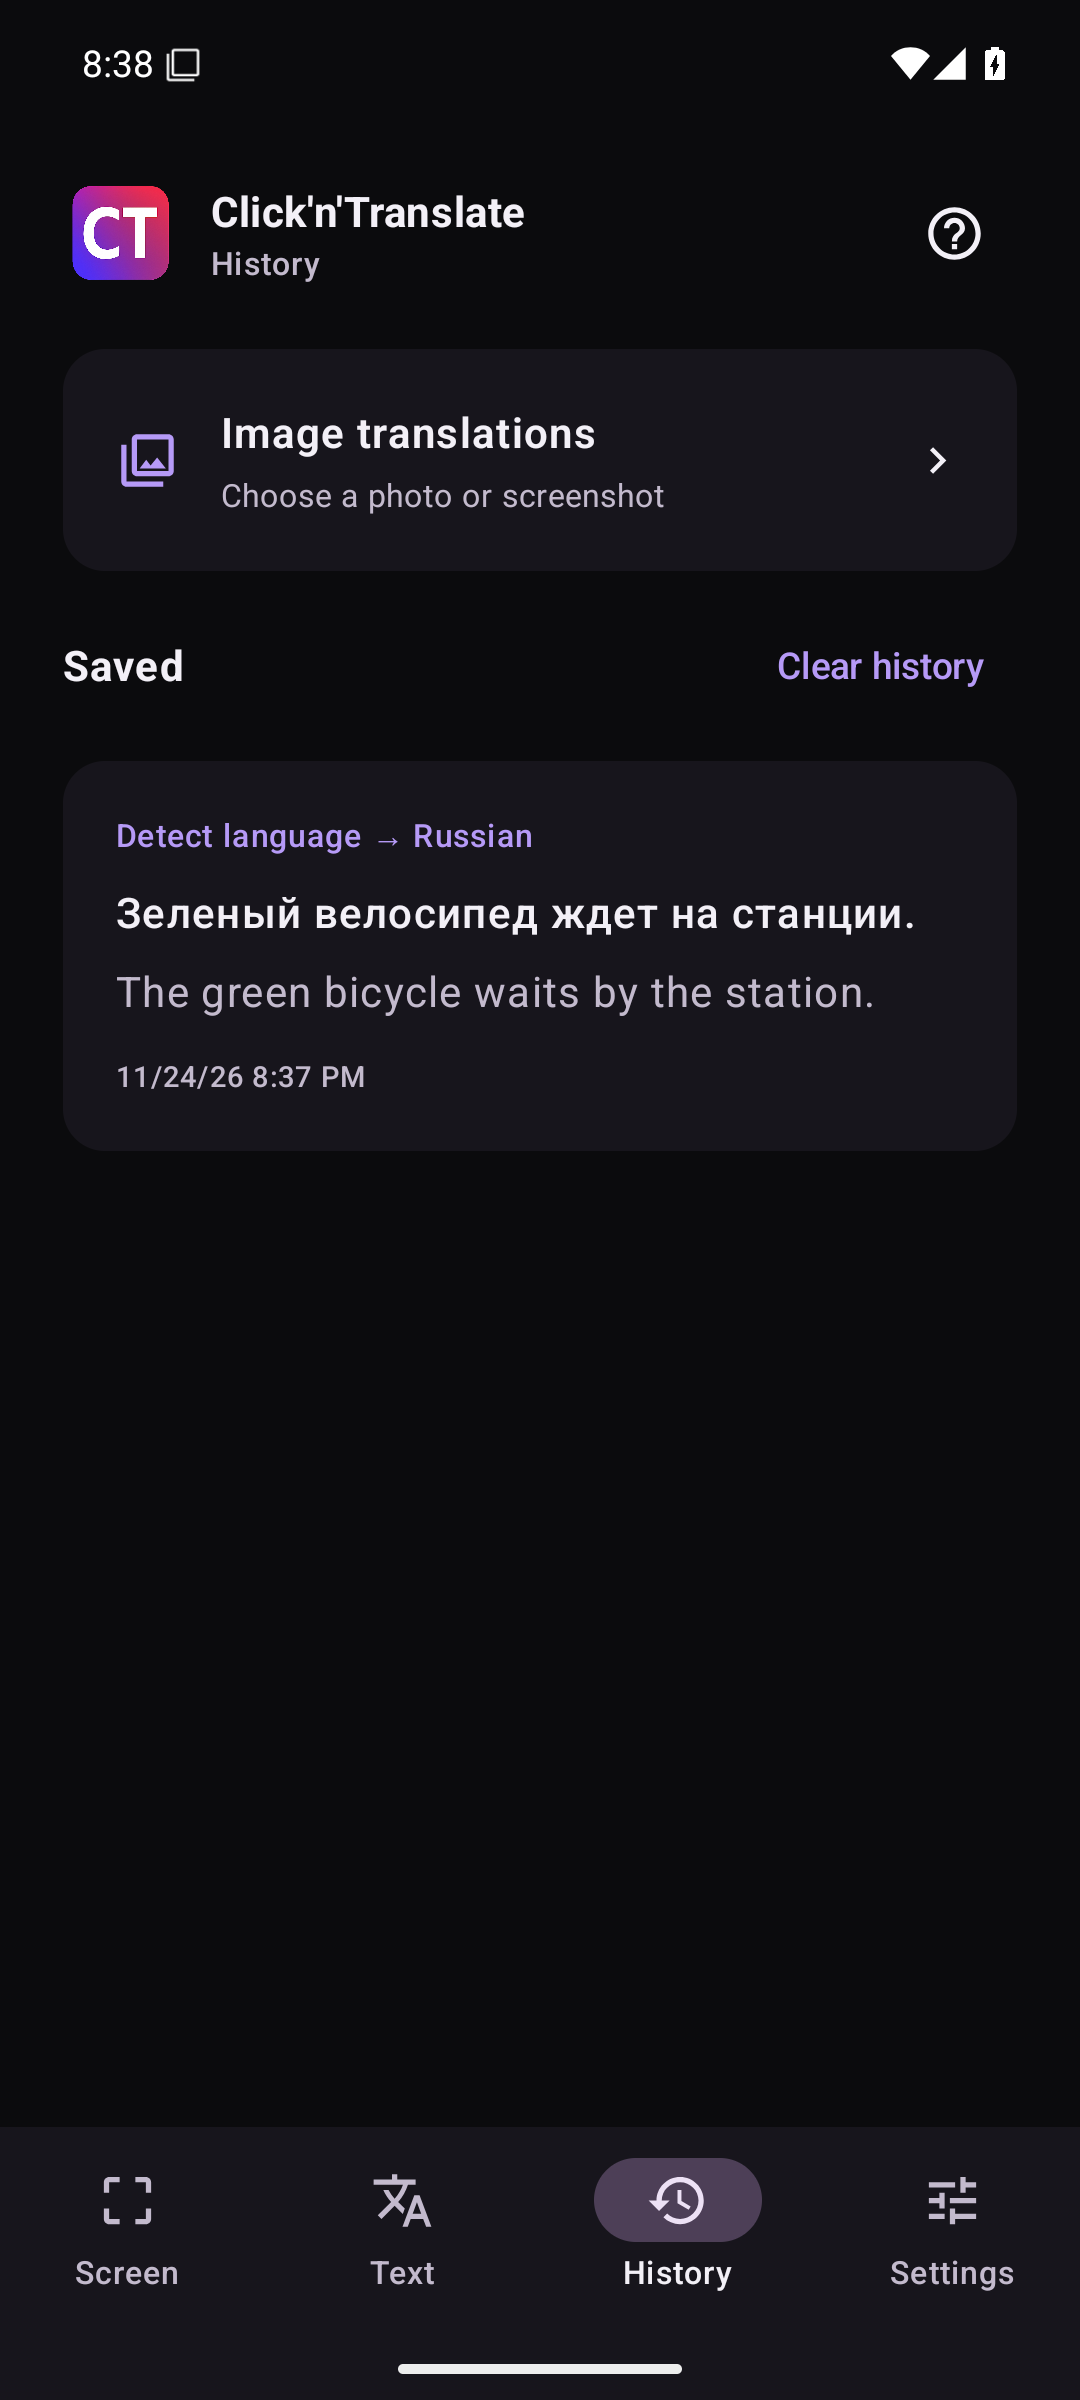 8:38
CT
Click'n'Translate
History
Image translations
Choose a photo or screenshot
Saved
Clear history
Detect language → Russian
Зеленый велосипед ждет на станции.
The green bicycle waits by the station.
11/24/26 8:37 PM
Screen
Text
History
Settings